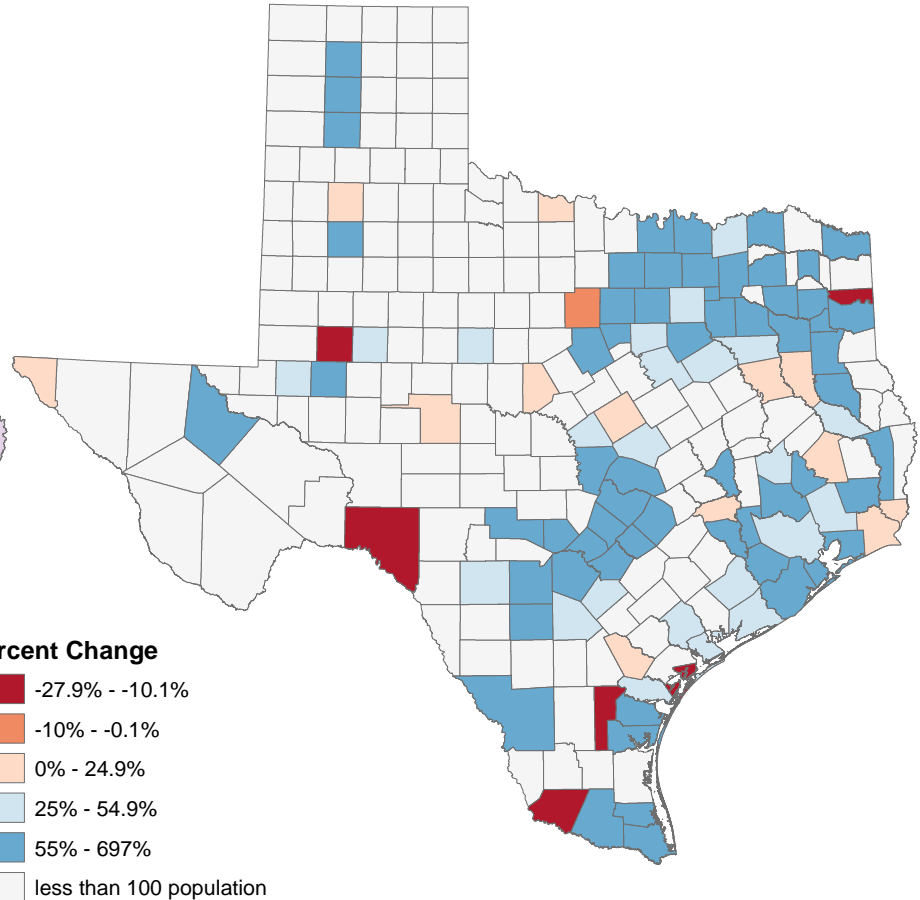 rcent Change
-27.9% - -10.1%
-10% - -0.1%
0% - 24.9%
25% - 54.9%
55% - 697%
less than 100 population